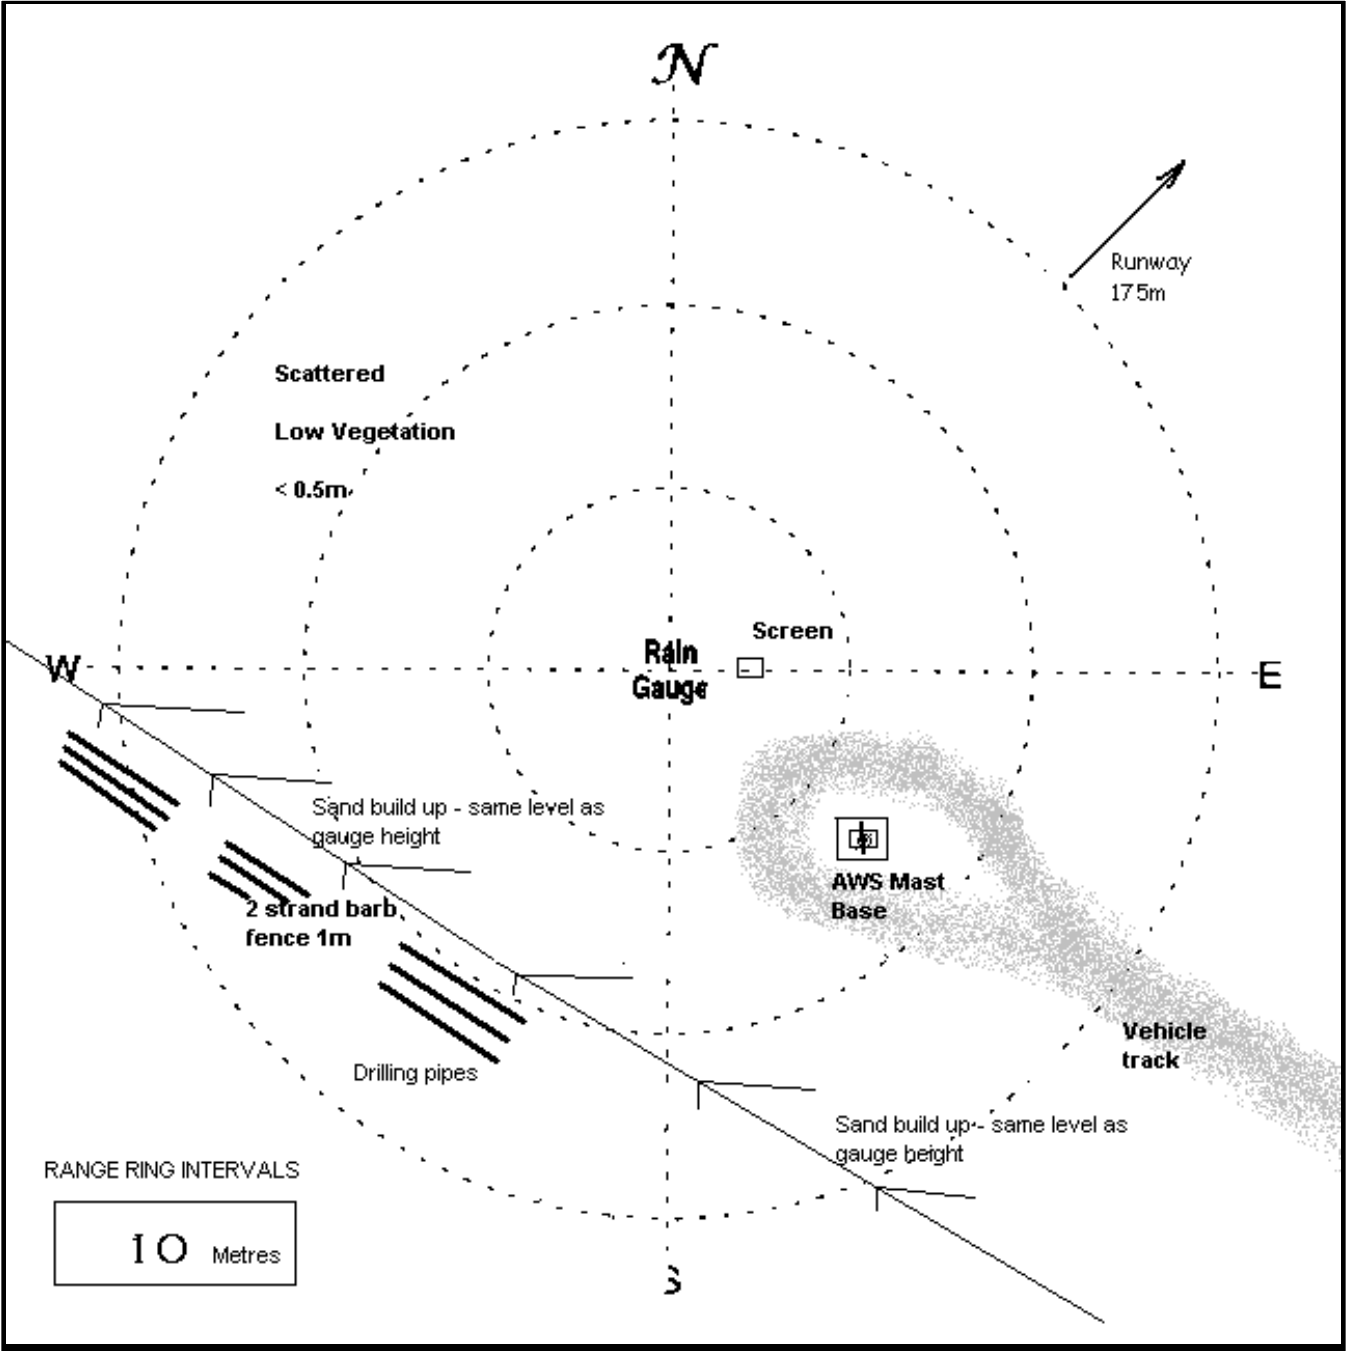 N
Runway
175m
Scattered
Low Vegetation
< 0.5m
Screen
Rain
Gauge
W
E
Sand build up - same level as
gauge height
AWS Mast
Base
2 strand barb
fence 1m
Vehicle
track
Drilling pipes
Sand build up - same level as
gauge height
RANGE RING INTERVALS
10 Metres
S